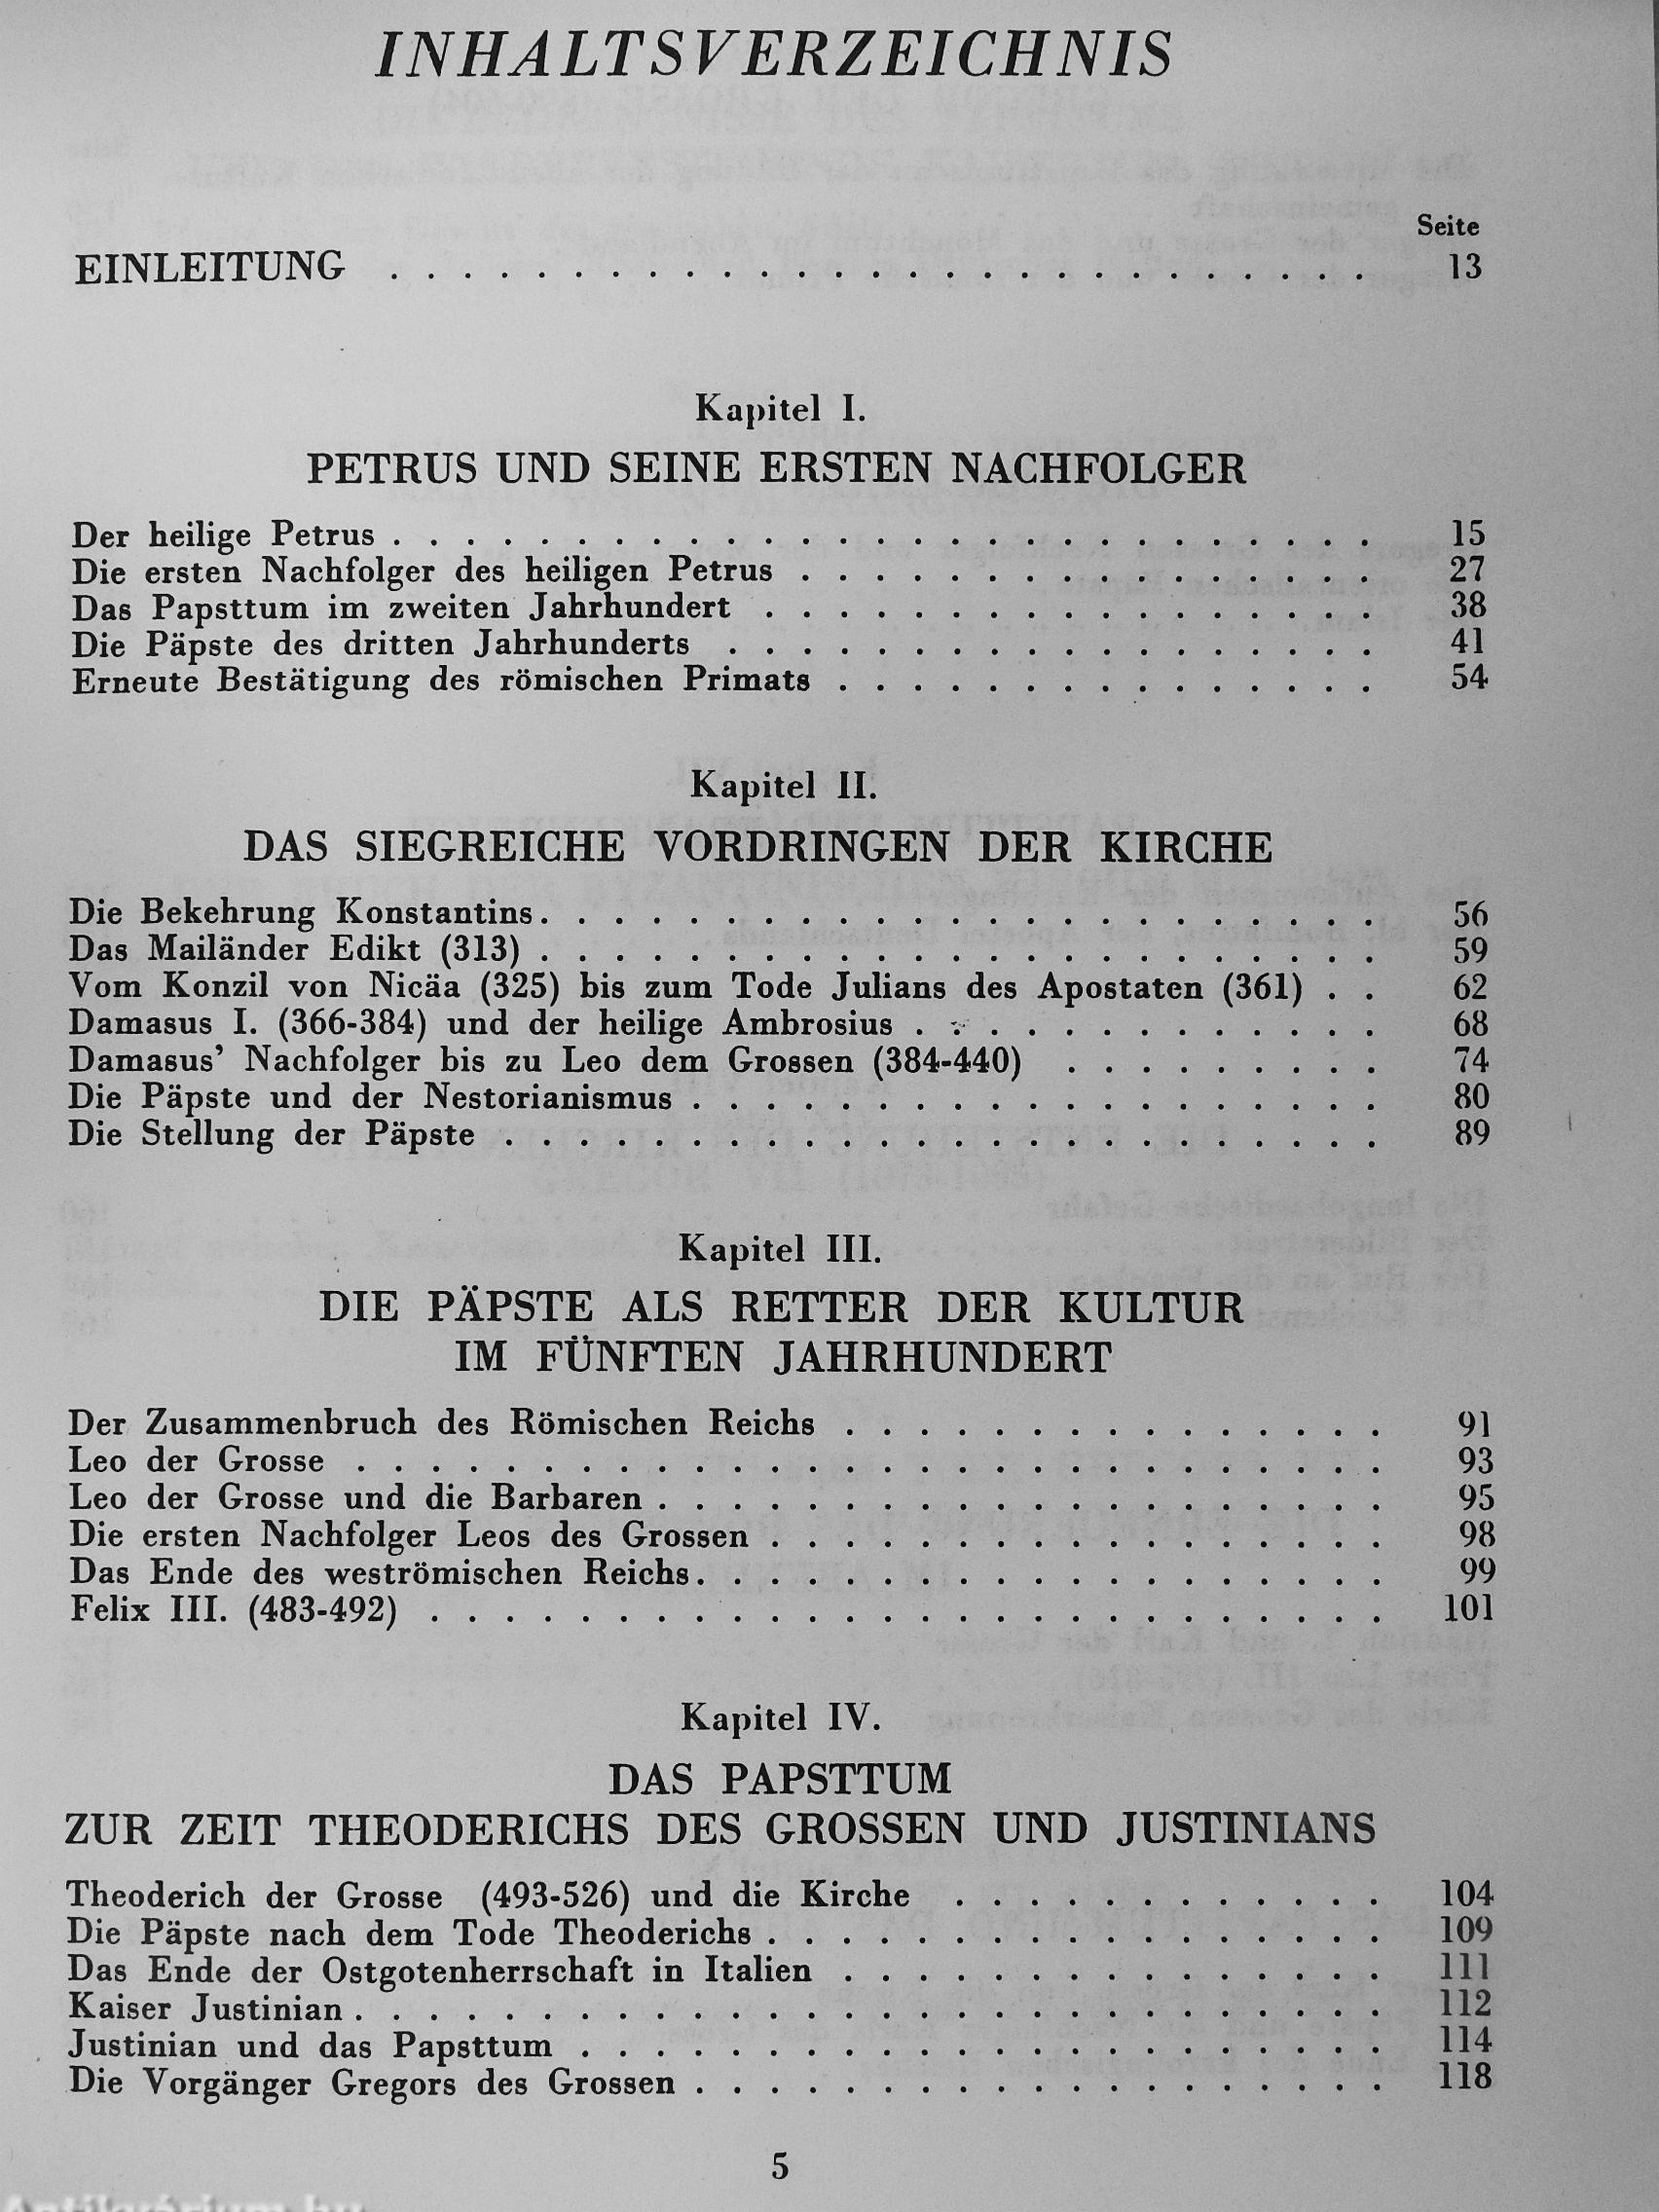 INHALTSVERZEICHNIS
Seite
EINLEITUNG . . . . . . . . . . . . . . . . . . . . . . . . . . . 13
Kapitel I.
PETRUS UND SEINE ERSTEN NACHFOLGER
Der heilige Petrus . . . . . . . . . . . . . . . . . . . . . . . . . . . 15
Die ersten Nachfolger des heiligen Petrus . . . . . . . . . . . . . . . . 27
Das Papsttum im zweiten Jahrhundert . . . . . . . . . . . . . . . . . 38
Die Päpste des dritten Jahrhunderts . . . . . . . . . . . . . . . . . . 41
Erneute Bestätigung des römischen Primats . . . . . . . . . . . . . . . 54
Kapitel II.
DAS SIEGREICHE VORDRINGEN DER KIRCHE
Die Bekehrung Konstantins . . . . . . . . . . . . . . . . . . . . . . . 56
Das Mailänder Edikt (313) . . . . . . . . . . . . . . . . . . . . . . . 59
Vom Konzil von Nicäa (325) bis zum Tode Julians des Apostaten (361) . . 62
Damasus I. (366-384) und der heilige Ambrosius . . . . . . . . . . . . . 68
Damasus’ Nachfolger bis zu Leo dem Grossen (384-440) . . . . . . . . . 74
Die Päpste und der Nestorianismus . . . . . . . . . . . . . . . . . . . 80
Die Stellung der Päpste . . . . . . . . . . . . . . . . . . . . . . . . 89
Kapitel III.
DIE PÄPSTE ALS RETTER DER KULTUR
IM FÜNFTEN JAHRHUNDERT
Der Zusammenbruch des Römischen Reichs . . . . . . . . . . . . . . . 91
Leo der Grosse . . . . . . . . . . . . . . . . . . . . . . . . . . . . 93
Leo der Grosse und die Barbaren . . . . . . . . . . . . . . . . . . . . 95
Die ersten Nachfolger Leos des Grossen . . . . . . . . . . . . . . . . . 98
Das Ende des weströmischen Reichs . . . . . . . . . . . . . . . . . . . 99
Felix III. (483-492) . . . . . . . . . . . . . . . . . . . . . . . . . . 101
Kapitel IV.
DAS PAPSTTUM
ZUR ZEIT THEODERICHS DES GROSSEN UND JUSTINIANS
Theoderich der Grosse (493-526) und die Kirche . . . . . . . . . . . . 104
Die Päpste nach dem Tode Theoderichs . . . . . . . . . . . . . . . . . 109
Das Ende der Ostgotenherrschaft in Italien . . . . . . . . . . . . . . . 111
Kaiser Justinian . . . . . . . . . . . . . . . . . . . . . . . . . . . . 112
Justinian und das Papsttum . . . . . . . . . . . . . . . . . . . . . . 114
Die Vorgänger Gregors des Grossen . . . . . . . . . . . . . . . . . . . 118
5